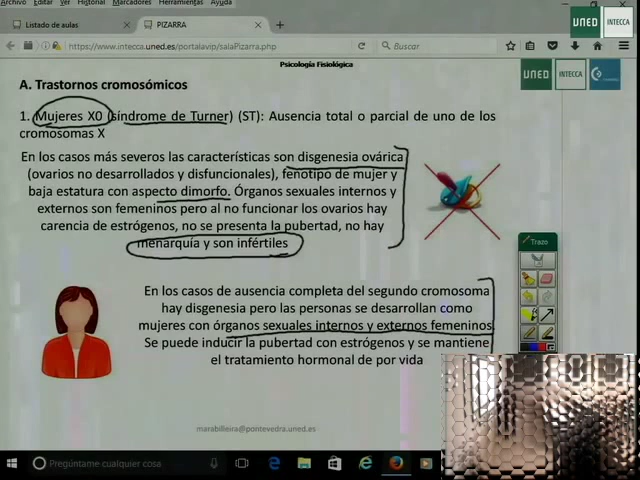 Archivo Editar Ver Historial Marcadores Herramientas Ayuda
Listado de aulas
PIZARRA
https://www.intecca.uned.es/portalavip/salaPizarra.php
Buscar
UNED
INTECCA
Psicología Fisiológica
UNED
INTECCA
A. Trastornos cromosómicos
1. Mujeres X0 (síndrome de Turner) (ST): Ausencia total o parcial de uno de los
cromosomas X
En los casos más severos las características son disgenesia ovárica
(ovarios no desarrollados y disfuncionales), fenotipo de mujer y
baja estatura con aspecto dimorfo. Órganos sexuales internos y
externos son femeninos pero al no funcionar los ovarios hay
carencia de estrógenos, no se presenta la pubertad, no hay
menarquía y son infértiles
Trazo
En los casos de ausencia completa del segundo cromosoma
hay disgenesia pero las personas se desarrollan como
mujeres con órganos sexuales internos y externos femeninos
Se puede inducir la pubertad con estrógenos y se mantiene
el tratamiento hormonal de por vida
marabilleira@pontevedra.uned.es
Pregúntame cualquier cosa